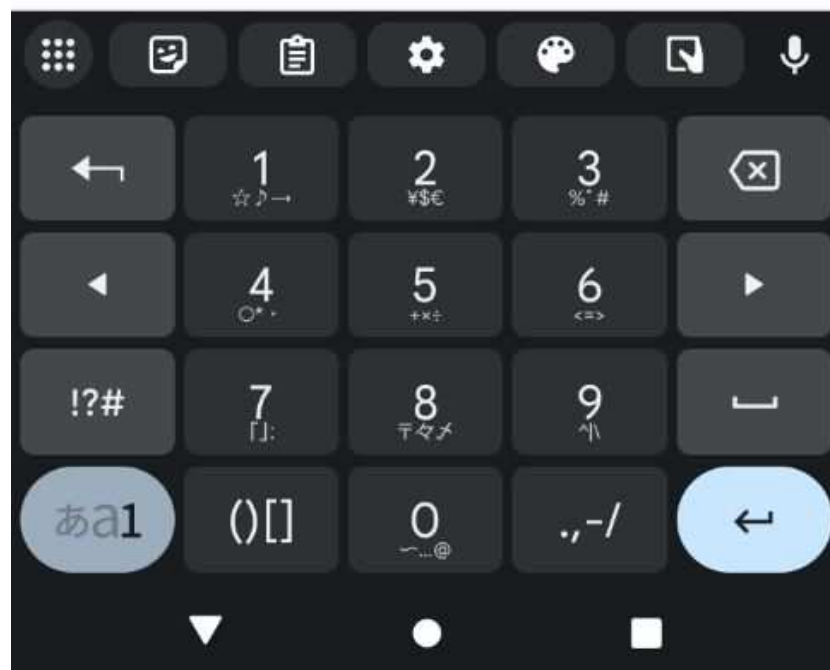 1 2 3
☆♪→ ¥$€ %°#
4 5 6
○*・ +×÷ <=>
!?# 7 8 9
「」: 〒々〆 ^|\
あa1 ()[] 0 .,-/
〜…@